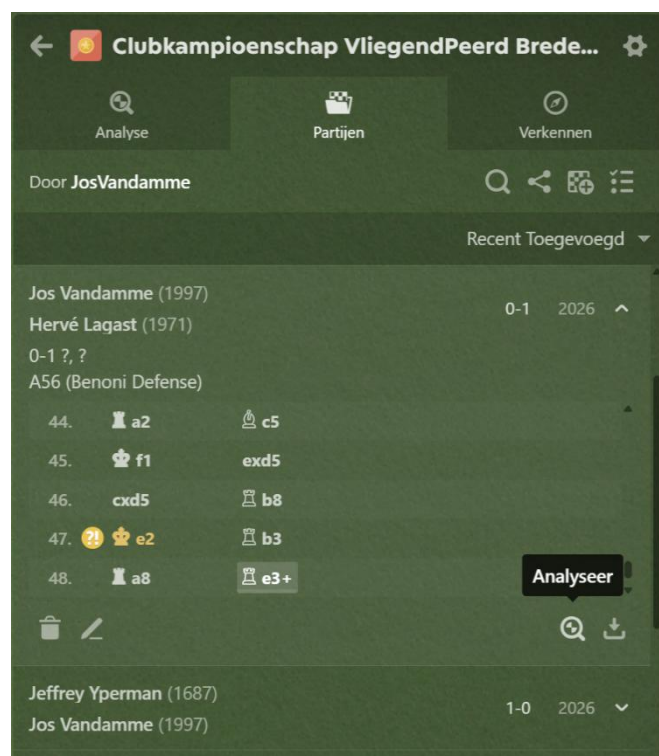 Clubkampioenschap VliegendPeerd Brede...
Analyse
Partijen
Verkennen
Door JosVandamme
Recent Toegevoegd
Jos Vandamme (1997)
Hervé Lagast (1971)
0-1 2026
0-1 ?, ?
A56 (Benoni Defense)
44. a2 c5
45. f1 exd5
46. cxd5 b8
47. ?! e2 b3
48. a8 e3+
Analyseer
Jeffrey Yperman (1687)
Jos Vandamme (1997)
1-0 2026